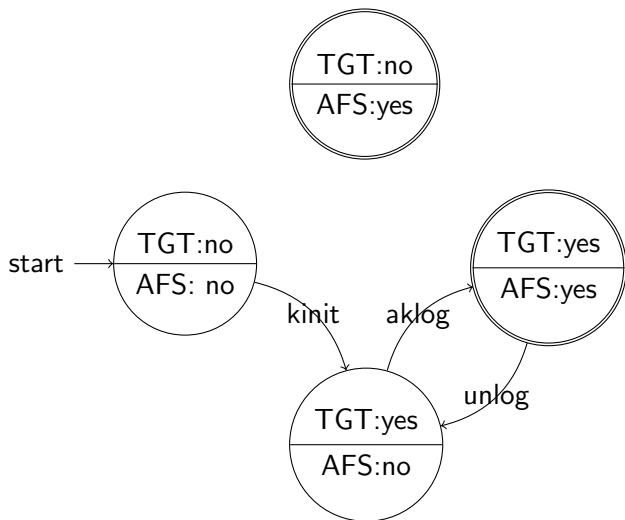 TGT:no
AFS:yes
start
TGT:no
AFS: no
TGT:yes
AFS:yes
kinit
aklog
unlog
TGT:yes
AFS:no